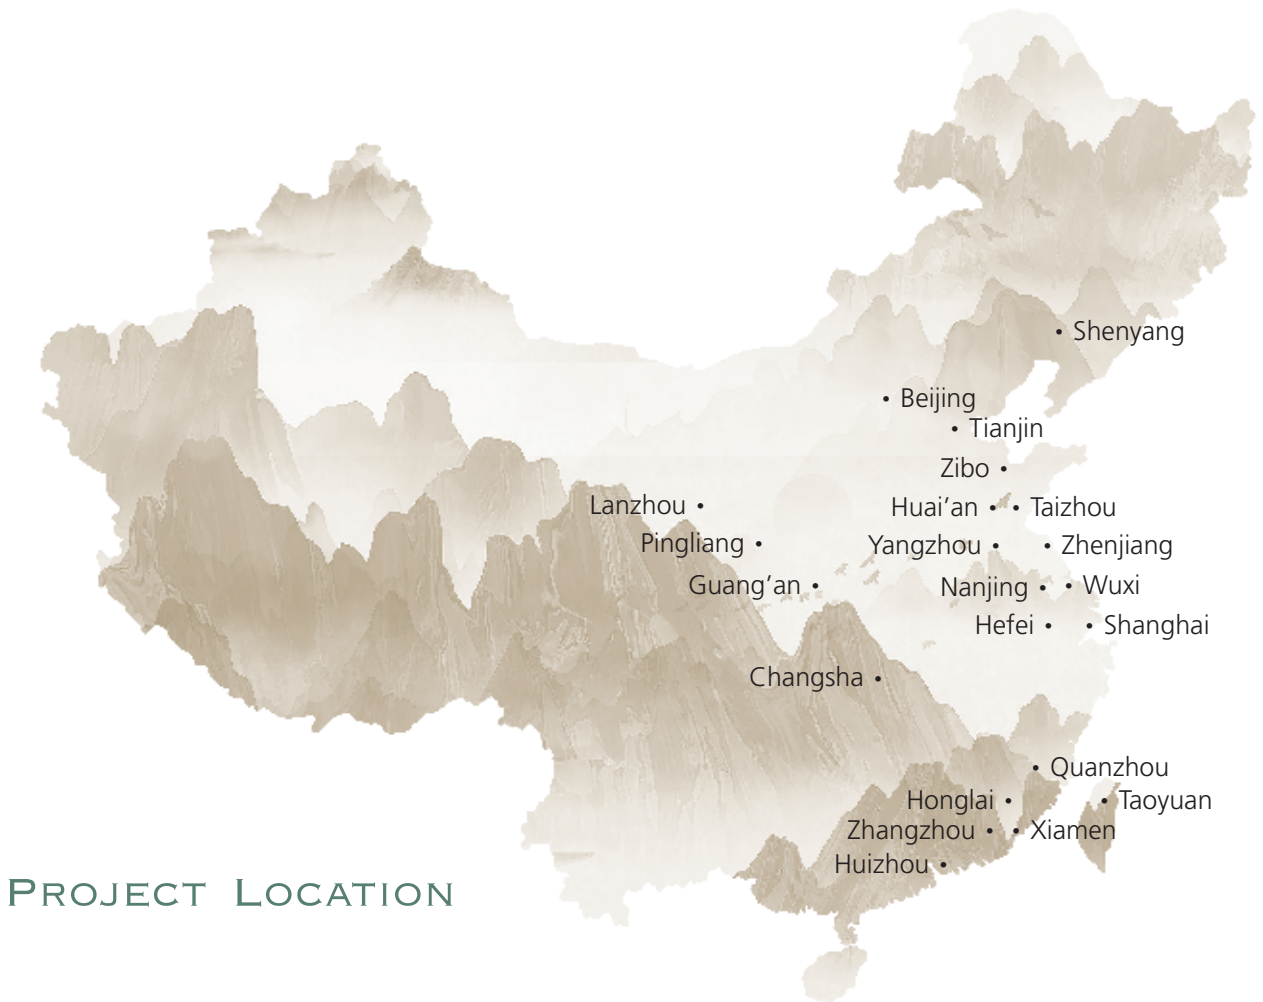 Shenyang
Beijing
Tianjin
Zibo
Lanzhou
Huai’an
Taizhou
Pingliang
Yangzhou
Zhenjiang
Guang’an
Nanjing
Wuxi
Hefei
Shanghai
Changsha
Quanzhou
Honglai
Taoyuan
Zhangzhou
Xiamen
Huizhou
Project Location